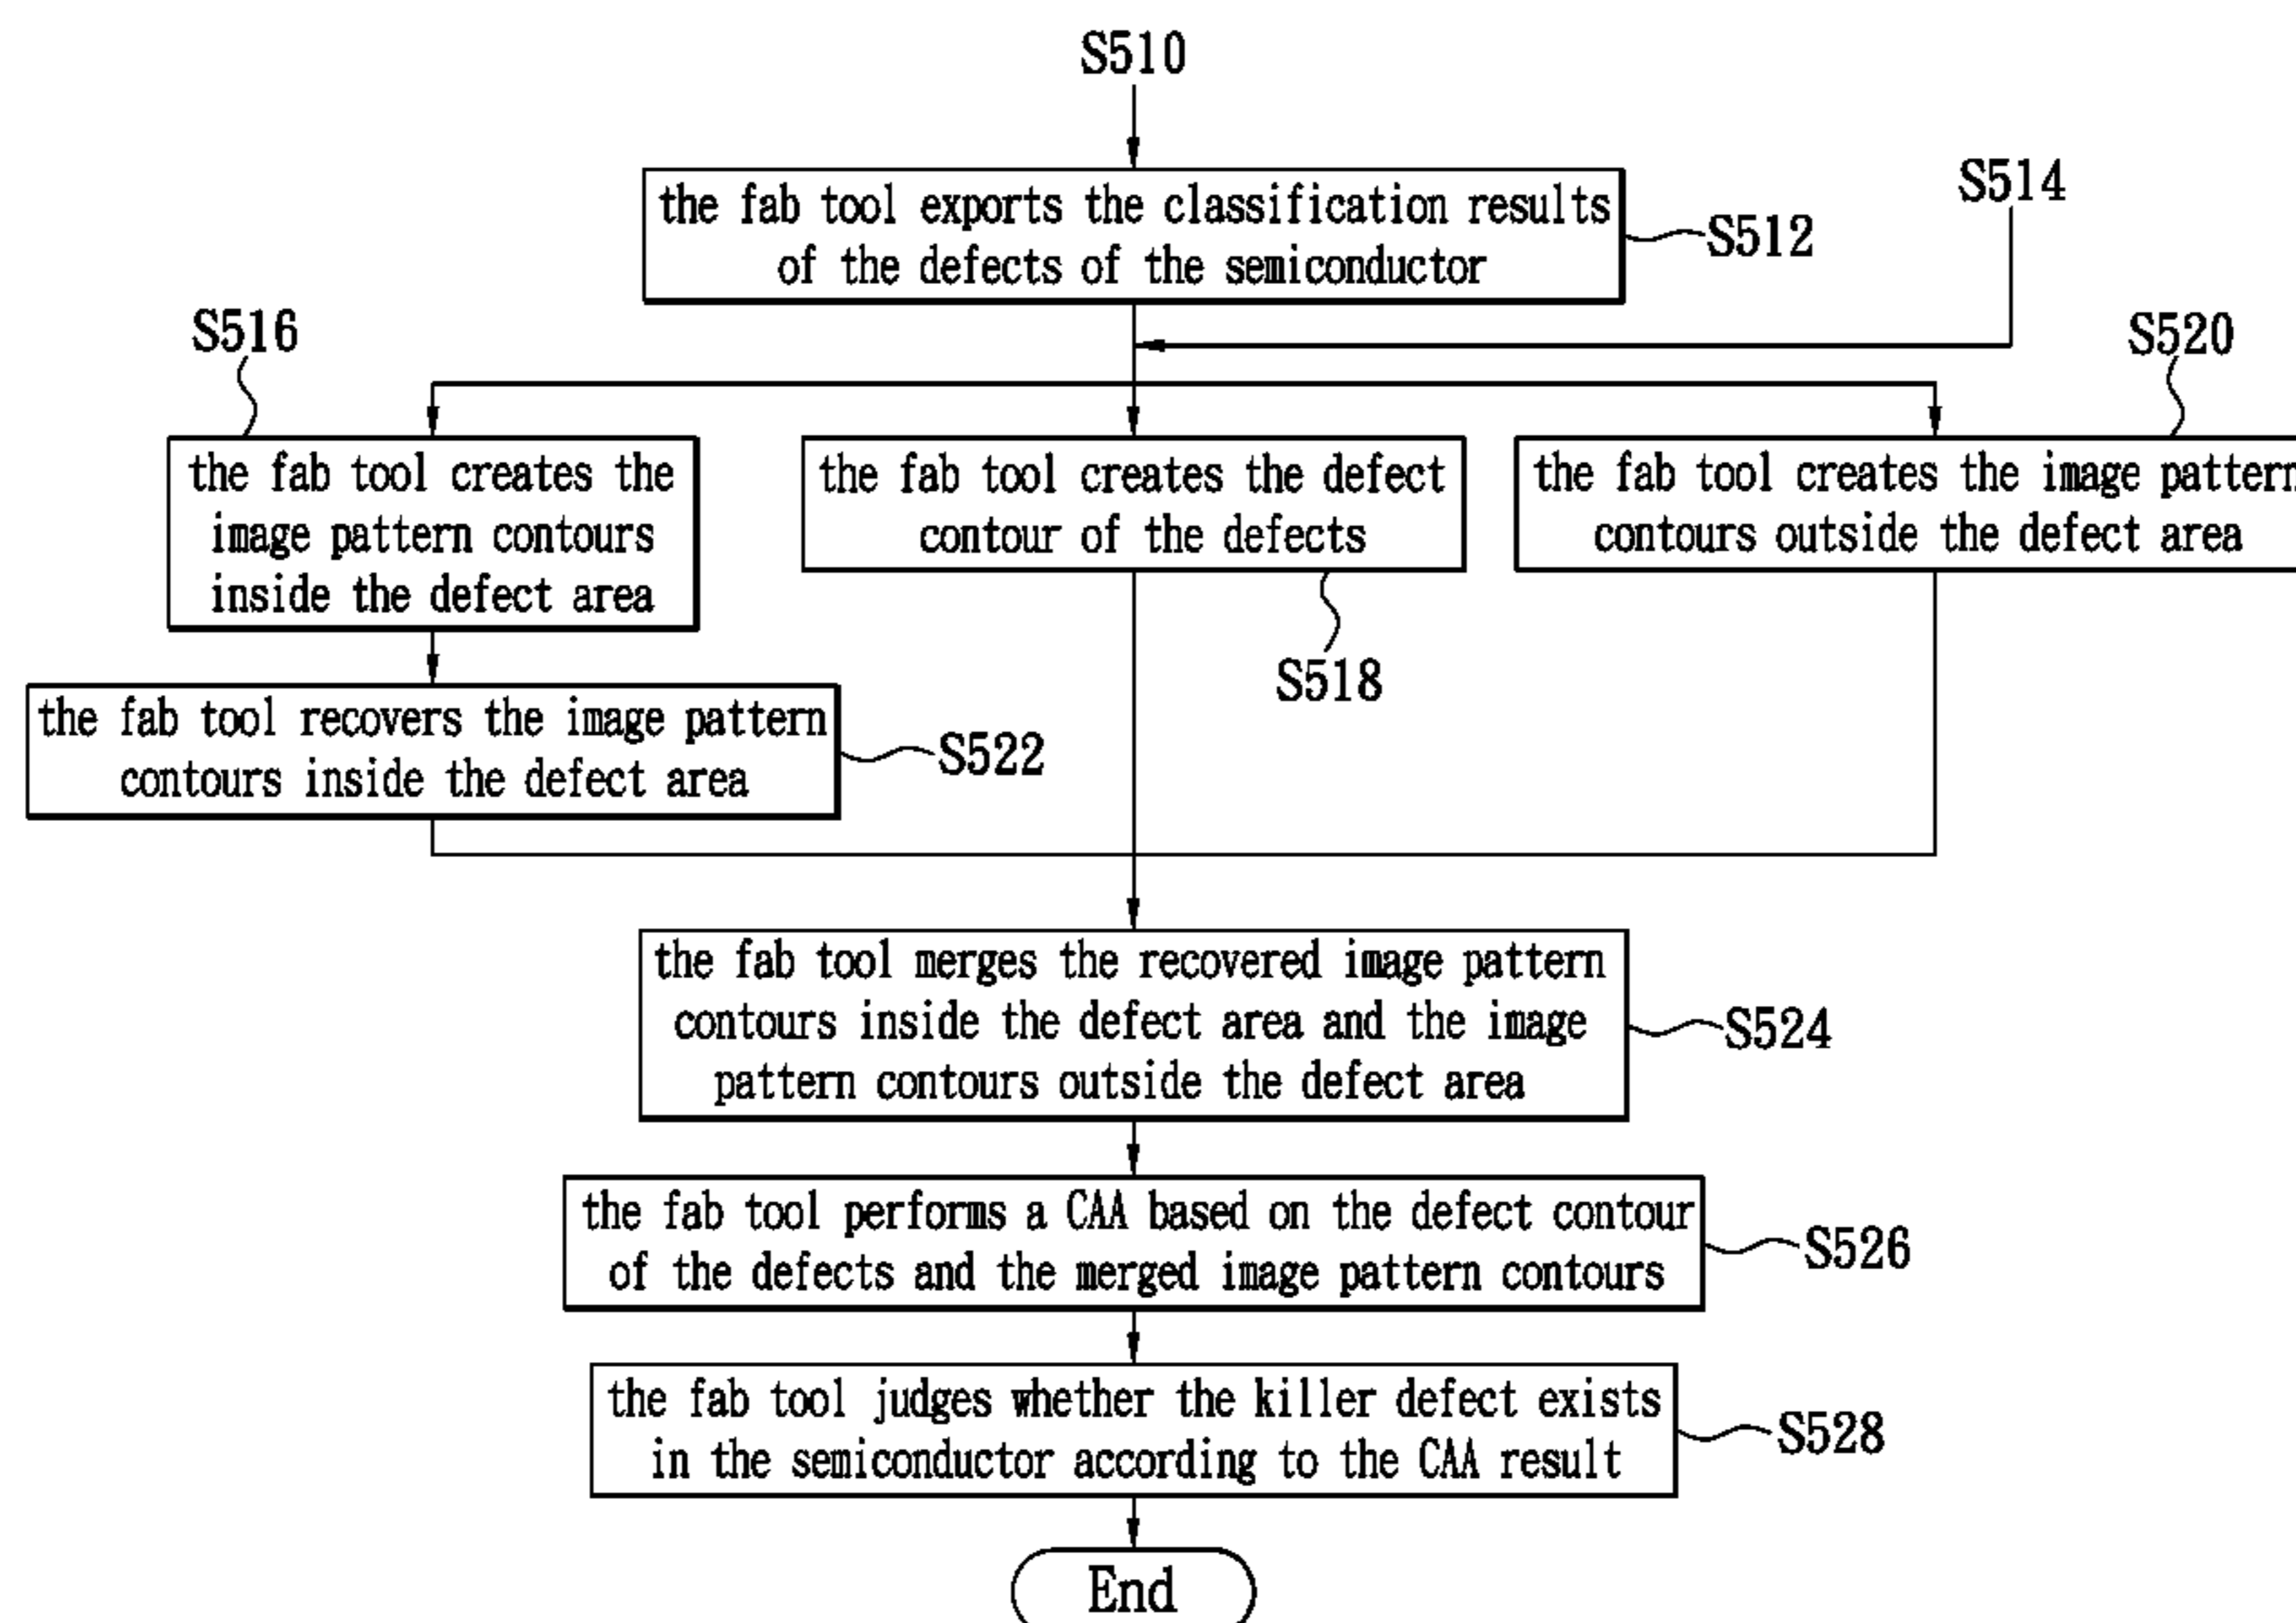 S510
the fab tool exports the classification results
of the defects of the semiconductor
S512
S514
S516
the fab tool creates the
image pattern contours
inside the defect area
the fab tool creates the defect
contour of the defects
S518
S520
the fab tool creates the image pattern
contours outside the defect area
the fab tool recovers the image pattern
contours inside the defect area
S522
the fab tool merges the recovered image pattern
contours inside the defect area and the image
pattern contours outside the defect area
S524
the fab tool performs a CAA based on the defect contour
of the defects and the merged image pattern contours
S526
the fab tool judges whether the killer defect exists
in the semiconductor according to the CAA result
S528
End